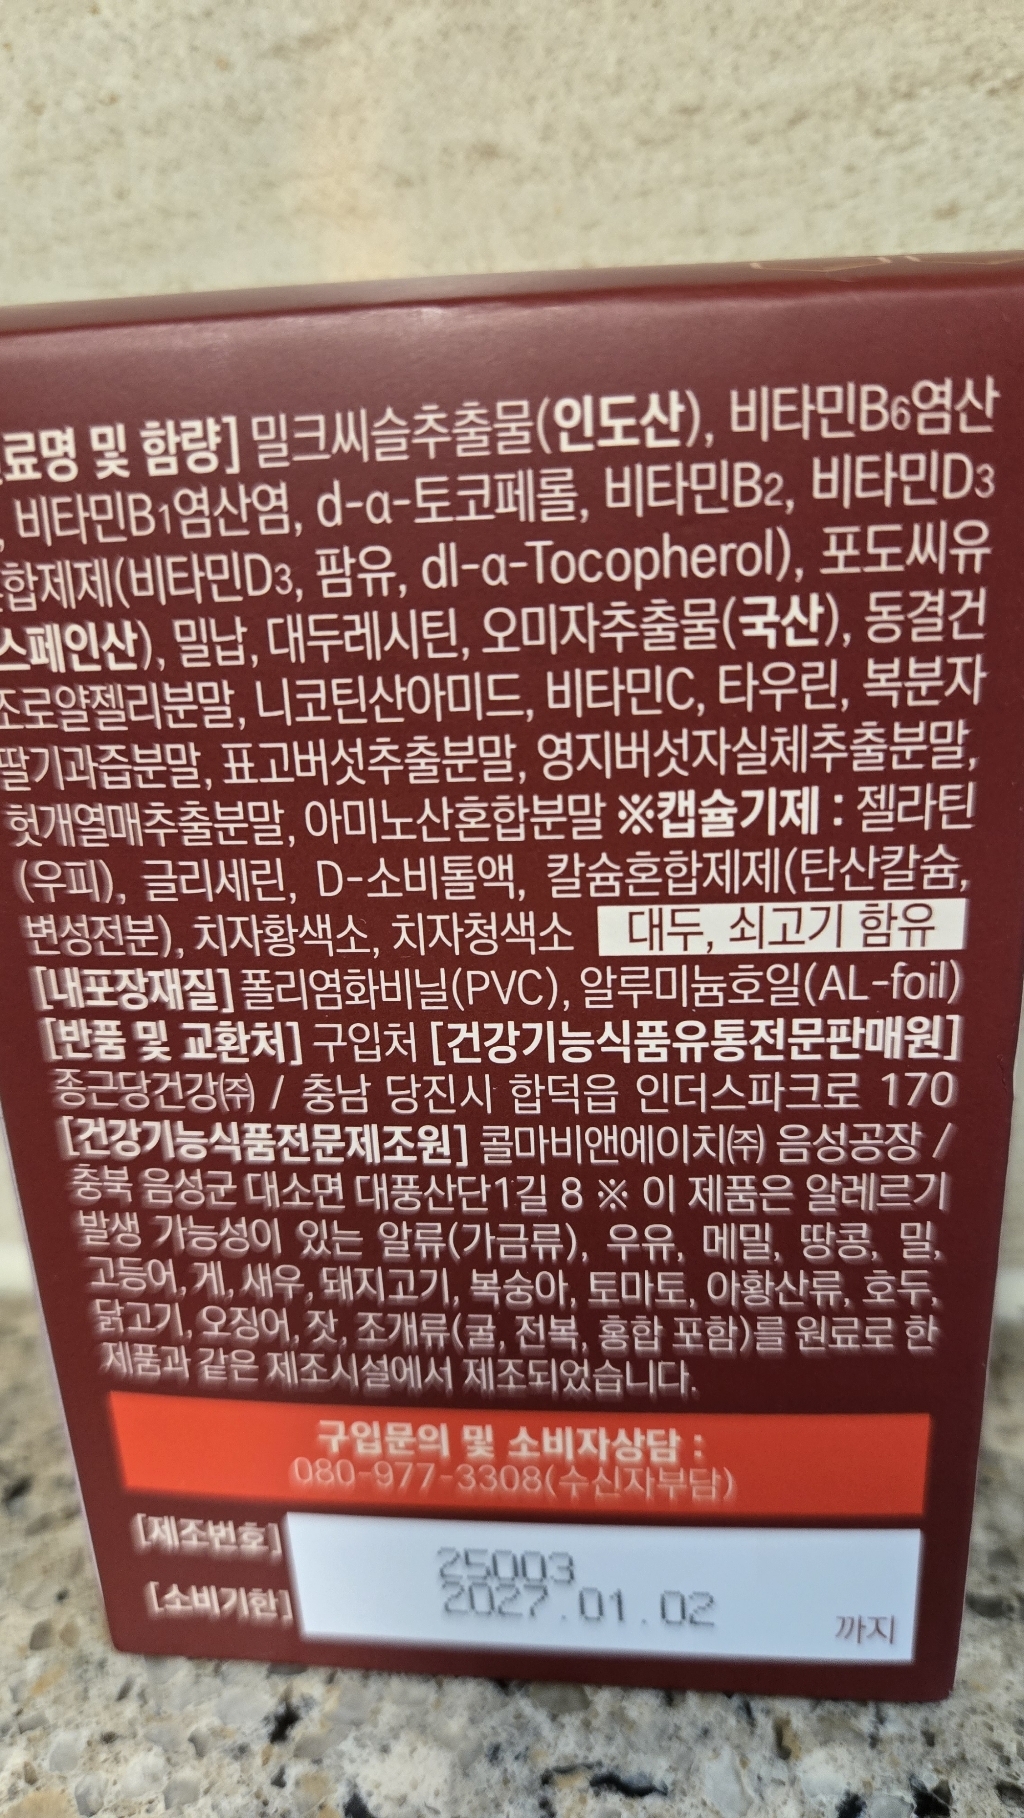 료명 및 함량] 밀크씨슬추출물(인도산), 비타민B6염산
, 비타민B1염산염, d-α-토코페롤, 비타민B2, 비타민D3
합제제(비타민D3, 팜유, dl-α-Tocopherol), 포도씨유
스페인산), 밀납, 대두레시틴, 오미자추출물(국산), 동결건
조로얄젤리분말, 니코틴산아미드, 비타민C, 타우린, 복분자
딸기과즙분말, 표고버섯추출분말, 영지버섯자실체추출분말,
헛개열매추출분말, 아미노산혼합분말 ※캡슐기제 : 젤라틴
(우피), 글리세린, D-소비톨액, 칼슘혼합제제(탄산칼슘,
변성전분), 치자황색소, 치자청색소 대두, 쇠고기 함유
[내포장재질] 폴리염화비닐(PVC), 알루미늄호일(AL-foil)
[반품 및 교환처] 구입처 [건강기능식품유통전문판매원]
종근당건강㈜ / 충남 당진시 합덕읍 인더스파크로 170
[건강기능식품전문제조원] 콜마비앤에이치㈜ 음성공장 /
충북 음성군 대소면 대풍산단1길 8 ※ 이 제품은 알레르기
발생 가능성이 있는 알류(가금류), 우유, 메밀, 땅콩, 밀,
고등어, 게, 새우, 돼지고기, 복숭아, 토마토, 아황산류, 호두,
닭고기, 오징어, 잣, 조개류(굴, 전복, 홍합 포함)를 원료로 한
제품과 같은 제조시설에서 제조되었습니다.
구입문의 및 소비자상담 :
080-977-3308(수신자부담)
[제조번호] 25003
[소비기한] 2027.01.02 까지